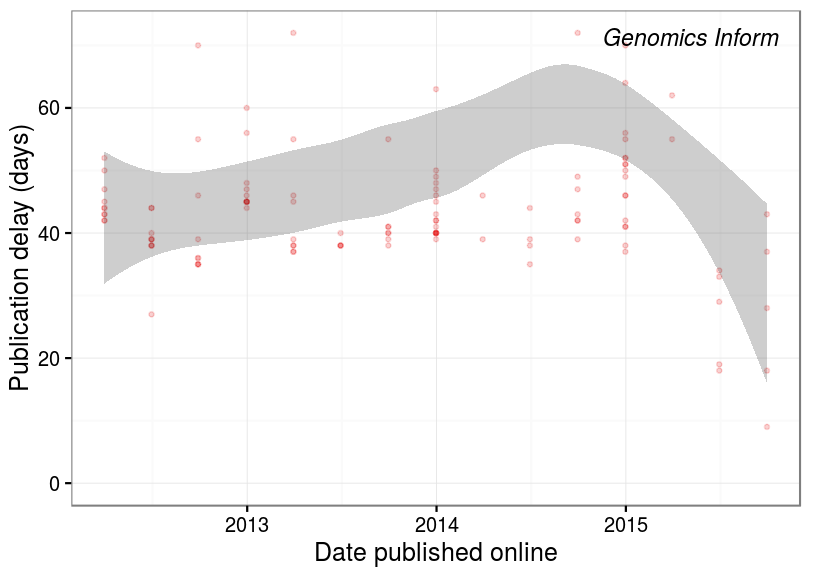 Genomics Inform
Publication delay (days)
60
40
20
0
2013 2014 2015
Date published online